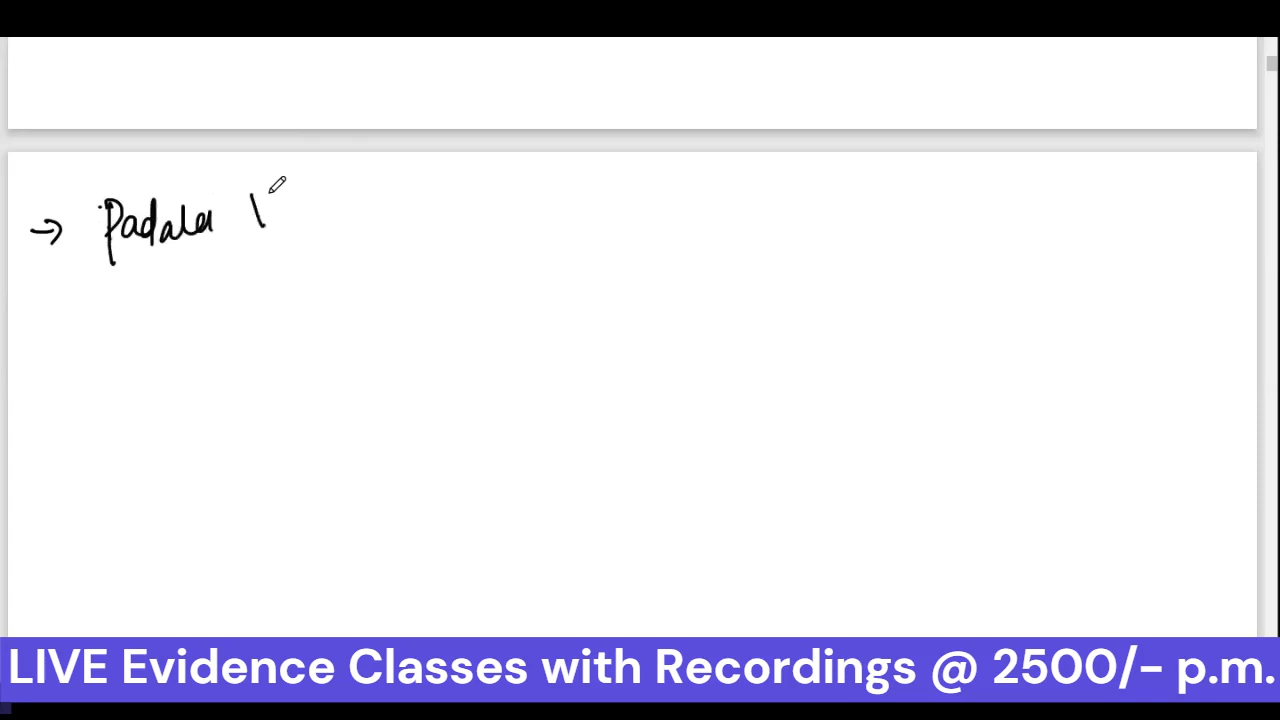 → Padala
LIVE Evidence Classes with Recordings @ 2500/- p.m.